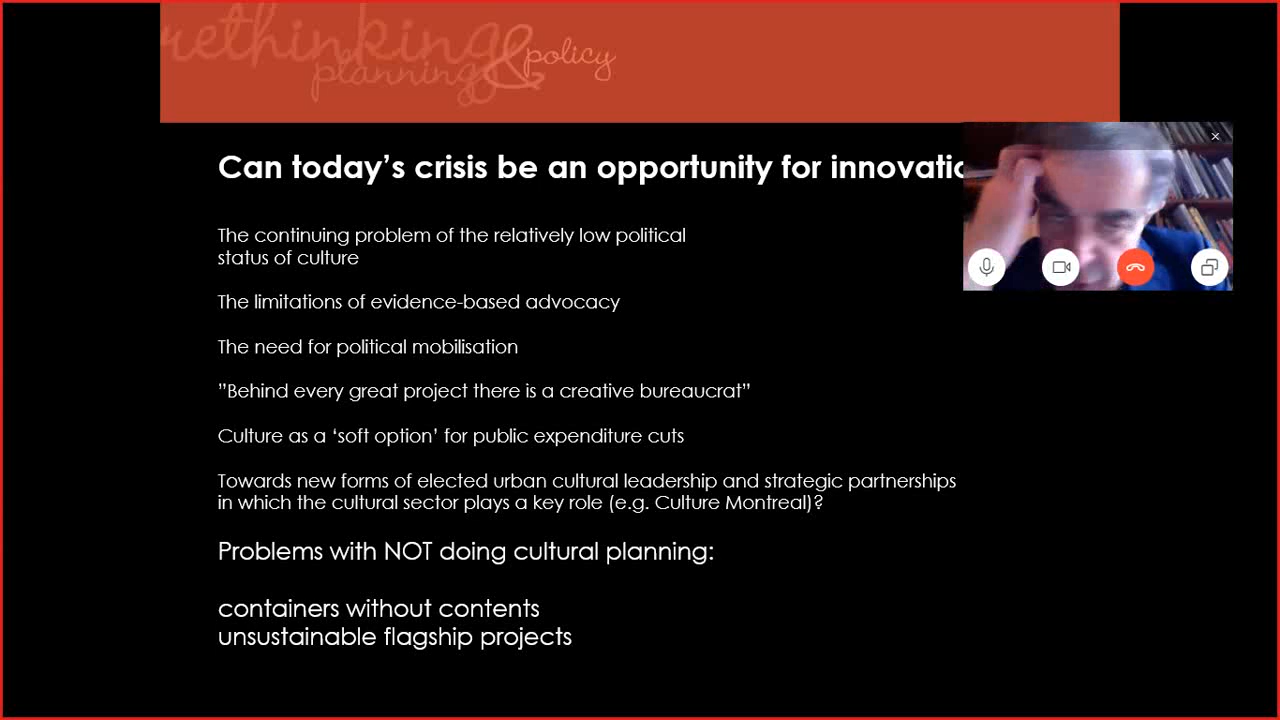 rethinking
planning & policy
Can today’s crisis be an opportunity for
The continuing problem of the relatively low political
status of culture
The limitations of evidence-based advocacy
The need for political mobilisation
”Behind every great project there is a creative bureaucrat”
Culture as a ‘soft option’ for public expenditure cuts
Towards new forms of elected urban cultural leadership and strategic partnerships
in which the cultural sector plays a key role (e.g. Culture Montreal)?
Problems with NOT doing cultural planning:
containers without contents
unsustainable flagship projects